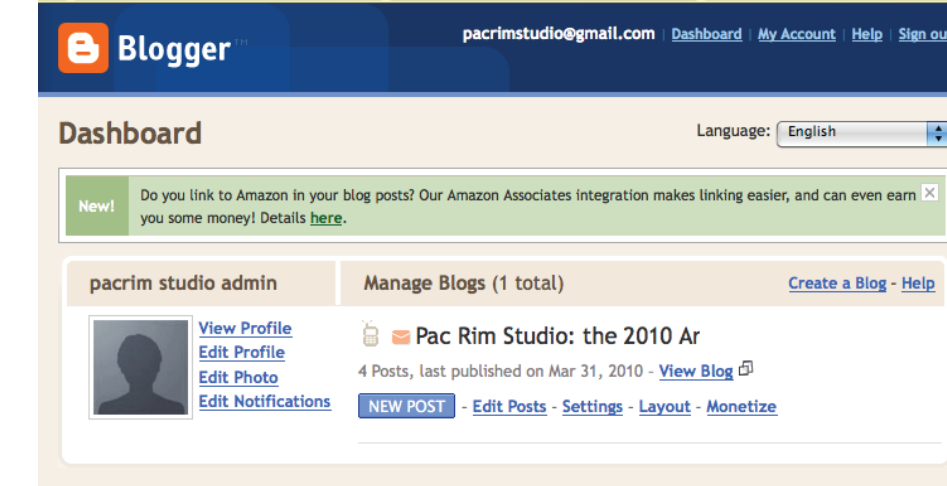 Blogger™
pacrimstudio@gmail.com | Dashboard | My Account | Help | Sign ou
Dashboard
Language: English
New!
Do you link to Amazon in your blog posts? Our Amazon Associates integration makes linking easier, and can even earn
you some money! Details here.
pacrim studio admin
View Profile
Edit Profile
Edit Photo
Edit Notifications
Manage Blogs (1 total)
Create a Blog - Help
Pac Rim Studio: the 2010 Ar
4 Posts, last published on Mar 31, 2010 - View Blog
NEW POST - Edit Posts - Settings - Layout - Monetize